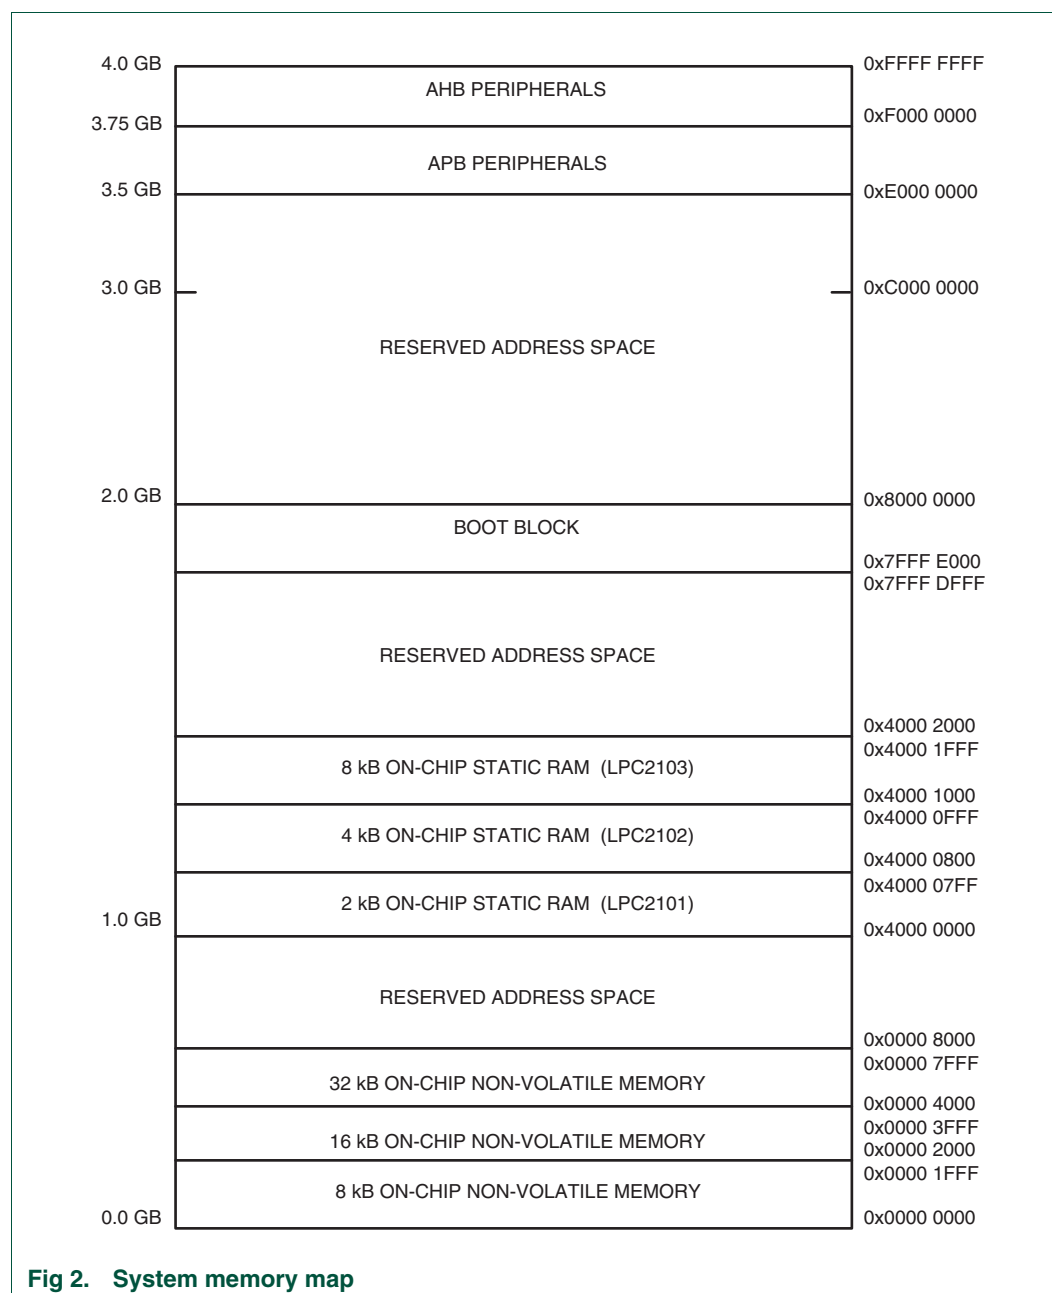 4.0 GB 0xFFFF FFFF
AHB PERIPHERALS
3.75 GB 0xF000 0000
APB PERIPHERALS
3.5 GB 0xE000 0000
3.0 GB 0xC000 0000
RESERVED ADDRESS SPACE
2.0 GB 0x8000 0000
BOOT BLOCK
0x7FFF E000
0x7FFF DFFF
RESERVED ADDRESS SPACE
0x4000 2000
0x4000 1FFF
8 kB ON-CHIP STATIC RAM (LPC2103)
0x4000 1000
0x4000 0FFF
4 kB ON-CHIP STATIC RAM (LPC2102)
0x4000 0800
0x4000 07FF
2 kB ON-CHIP STATIC RAM (LPC2101)
1.0 GB 0x4000 0000
RESERVED ADDRESS SPACE
0x0000 8000
0x0000 7FFF
32 kB ON-CHIP NON-VOLATILE MEMORY
0x0000 4000
0x0000 3FFF
16 kB ON-CHIP NON-VOLATILE MEMORY
0x0000 2000
0x0000 1FFF
8 kB ON-CHIP NON-VOLATILE MEMORY
0.0 GB 0x0000 0000
Fig 2. System memory map